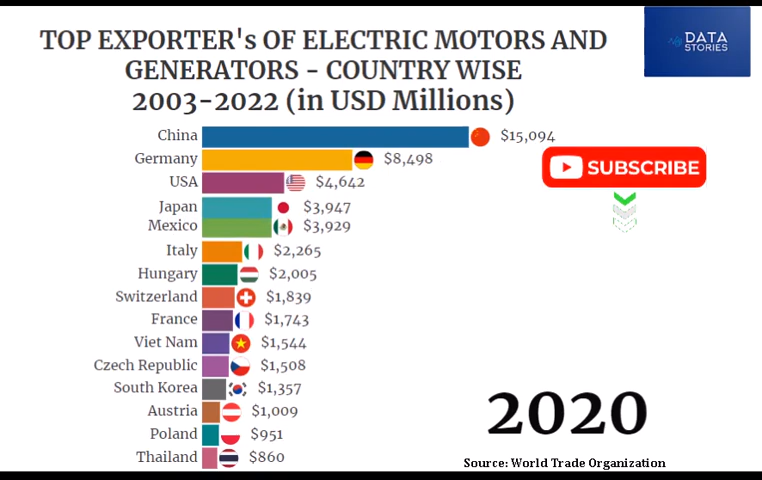 TOP EXPORTER's OF ELECTRIC MOTORS AND
GENERATORS - COUNTRY WISE
2003-2022 (in USD Millions)
DATA
STORIES
China $15,094
Germany $8,498
SUBSCRIBE
USA $4,642
Japan $3,947
Mexico $3,929
Italy $2,265
Hungary $2,005
Switzerland $1,839
France $1,743
Viet Nam $1,544
Czech Republic $1,508
South Korea $1,357
Austria $1,009
Poland $951
Thailand $860
2020
Source: World Trade Organization